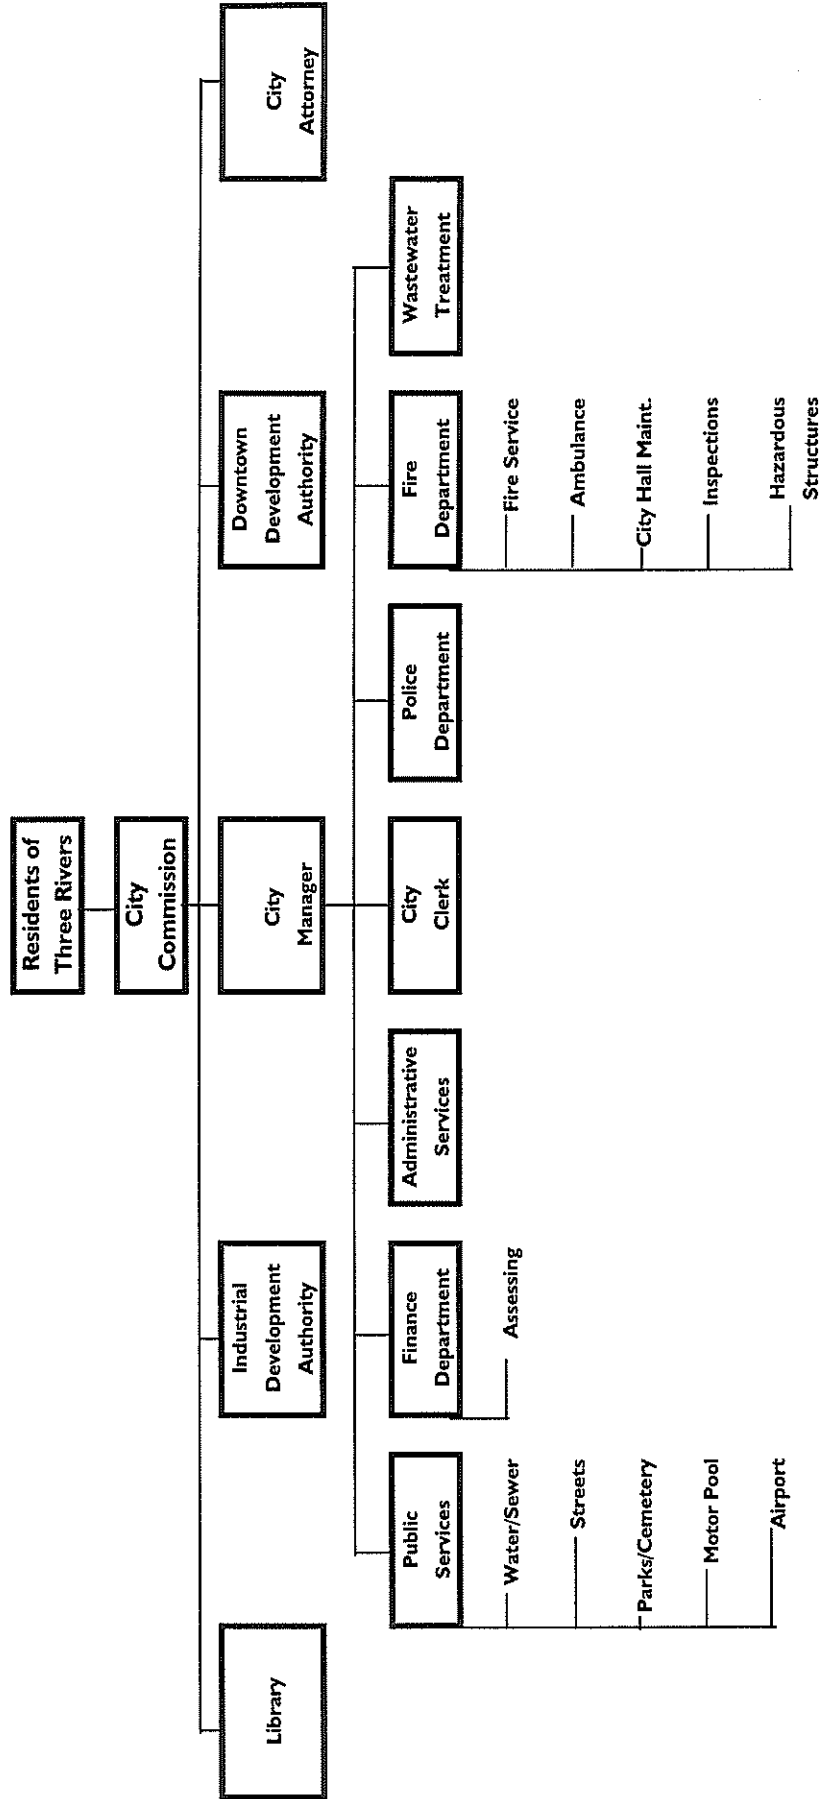 Residents of
Three Rivers
City
Commission
Library
Industrial
Development
Authority
City
Manager
Downtown
Development
Authority
City
Attorney
Public
Services
Finance
Department
Administrative
Services
City
Clerk
Police
Department
Fire
Department
Wastewater
Treatment
Water/Sewer
Streets
Parks/Cemetery
Motor Pool
Airport
Assessing
Fire Service
Ambulance
City Hall Maint.
Inspections
Hazardous
Structures